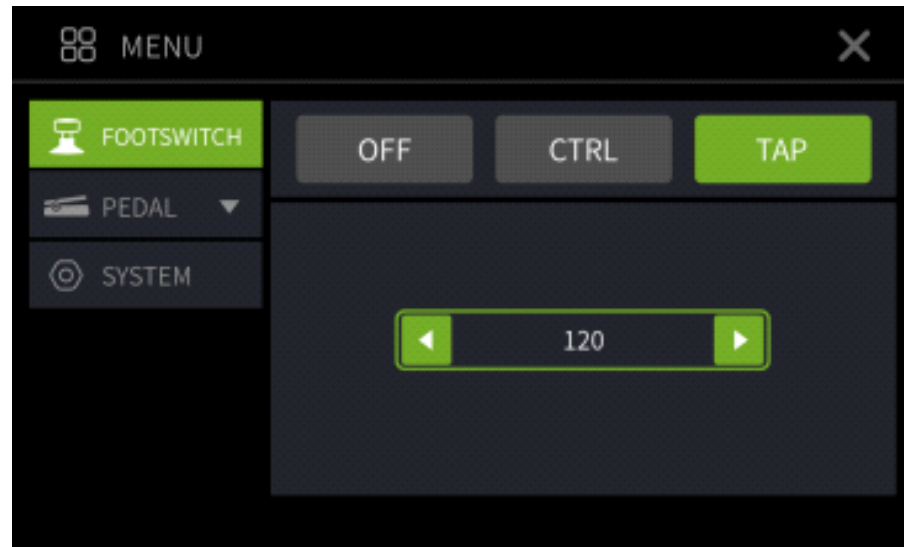 MENU
FOOTSWITCH
PEDAL
SYSTEM
OFF CTRL TAP
120